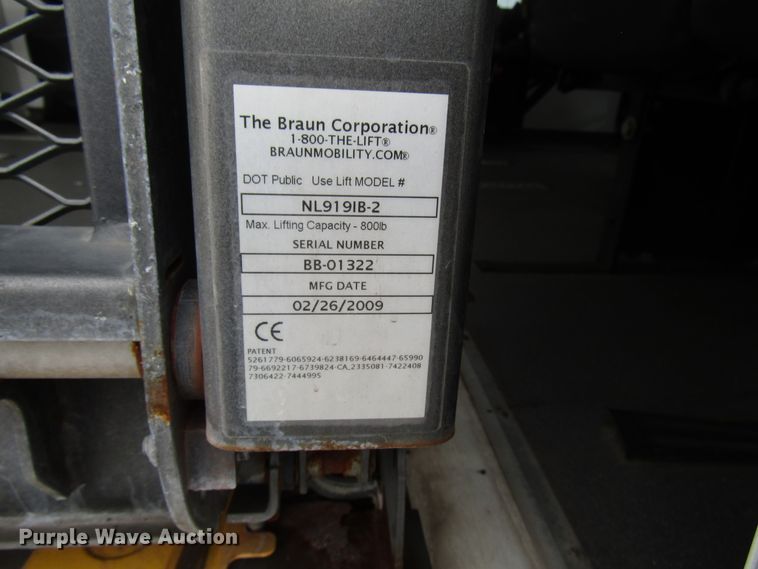 The Braun Corporation®
1-800-THE-LIFT®
BRAUNMOBILITY.COM®
DOT Public Use Lift MODEL #
NL919IB-2
Max. Lifting Capacity - 800lb
SERIAL NUMBER
BB-01322
MFG DATE
02/26/2009
CE
PATENT
5261779-6065924-6238169-6464447-65990
79-6692217-6739824-CA_2335081-7422408
7306422-7444995
Purple Wave Auction